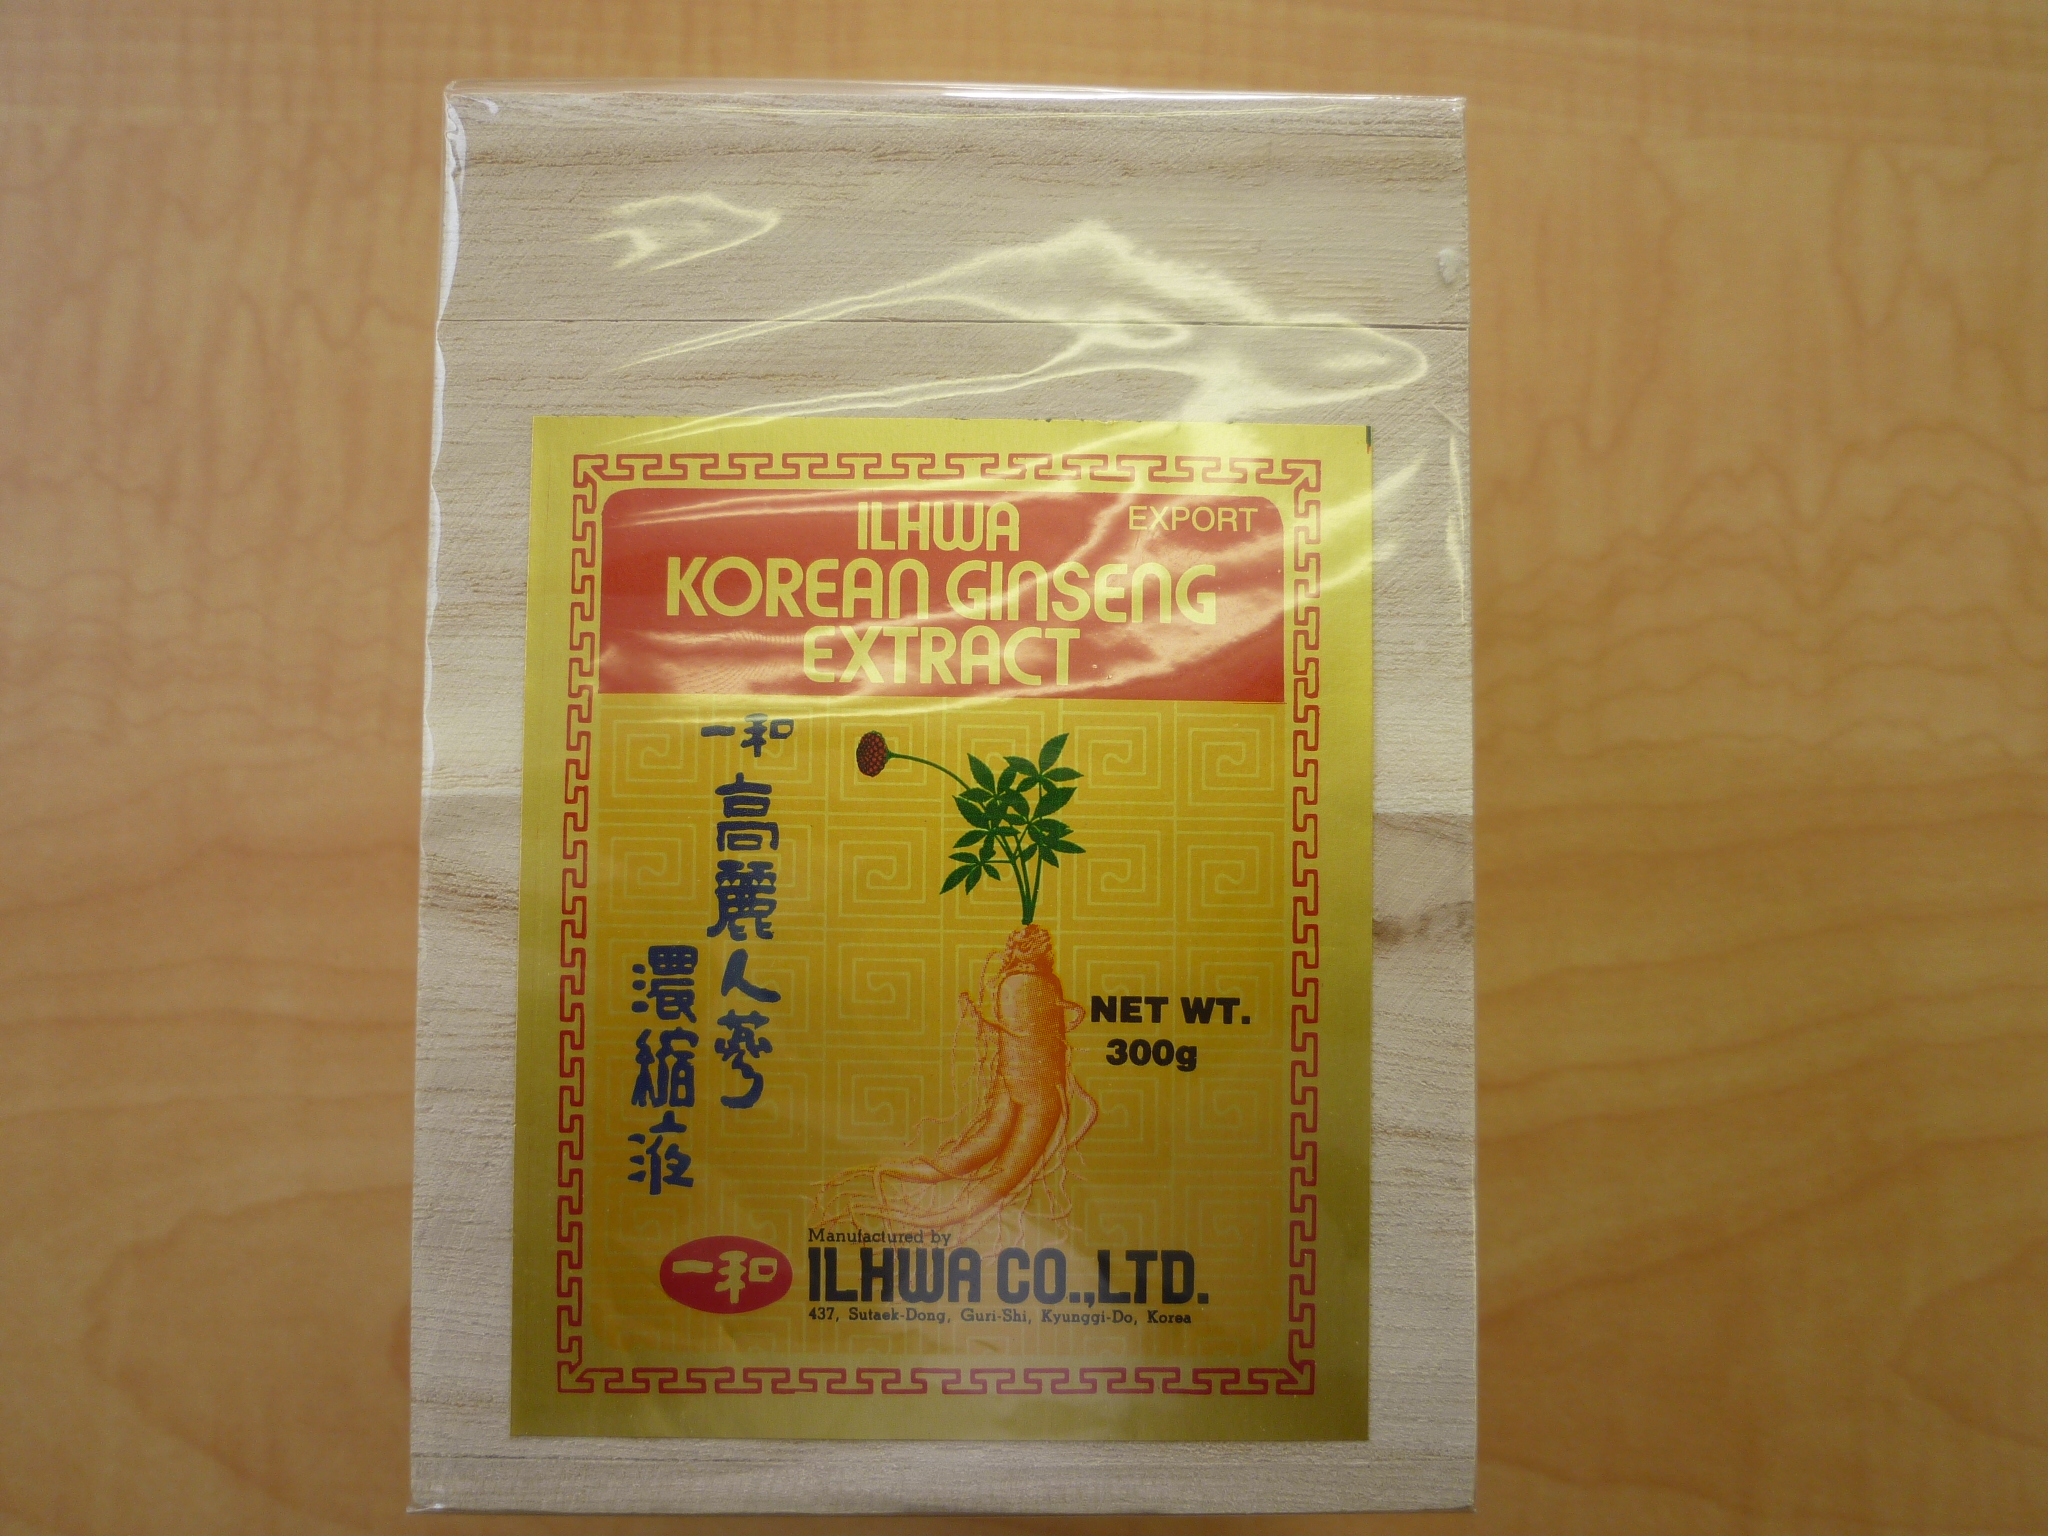 ILHWA
EXPORT
KOREAN GINSENG
EXTRACT
一和
高麗人蔘
濃縮液
NET WT.
300g
一和
Manufactured by
ILHWA CO.,LTD.
437, Sutaek-Dong, Guri-Shi, Kyunggi-Do, Korea